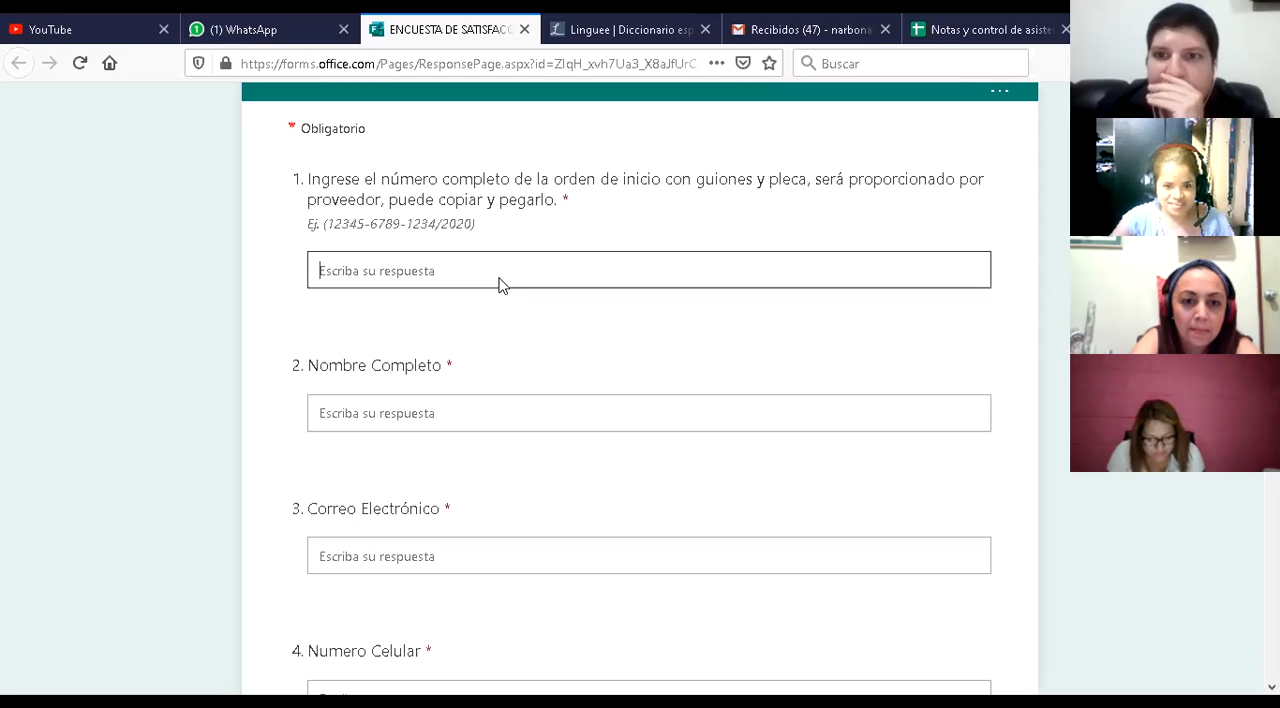 YouTube
(1) WhatsApp
ENCUESTA DE SATISFACC
Linguee | Diccionario esp
Recibidos (47) - narbona
Notas y control de asiste
https://forms.office.com/Pages/ResponsePage.aspx?id=
Buscar
* Obligatorio
1. Ingrese el número completo de la orden de inicio con guiones y pleca, será proporcionado por
proveedor, puede copiar y pegarlo. *
Ej. (12345-6789-1234/2020)
Escriba su respuesta
2. Nombre Completo *
Escriba su respuesta
3. Correo Electrónico *
Escriba su respuesta
4. Numero Celular *